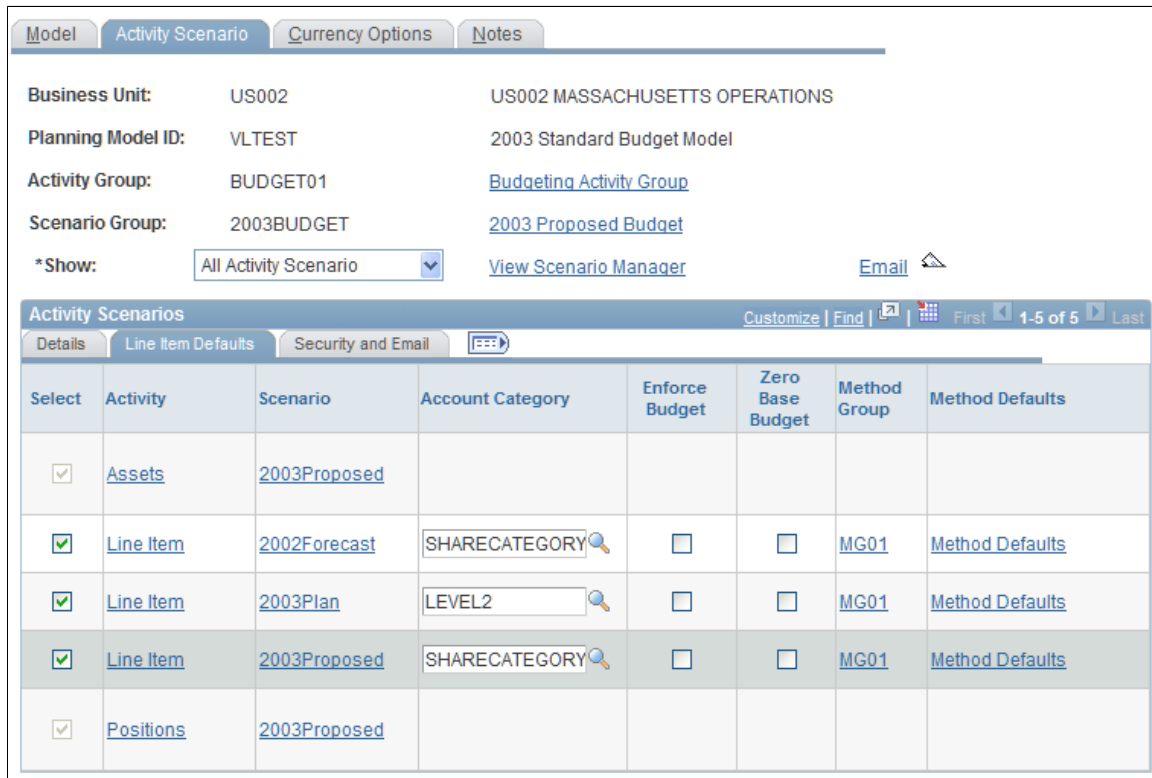 Model Activity Scenario Currency Options Notes
Business Unit: US002 US002 MASSACHUSETTS OPERATIONS
Planning Model ID: VLTEST 2003 Standard Budget Model
Activity Group: BUDGET01 Budgeting Activity Group
Scenario Group: 2003BUDGET 2003 Proposed Budget
*Show: All Activity Scenario View Scenario Manager Email
Activity Scenarios Customize | Find | | First 1-5 of 5 Last
Details Line Item Defaults Security and Email
Select Activity Scenario Account Category Enforce Budget Zero Base Budget Method Group Method Defaults
Assets 2003Proposed
Line Item 2002Forecast SHARECATEGORY MG01 Method Defaults
Line Item 2003Plan LEVEL2 MG01 Method Defaults
Line Item 2003Proposed SHARECATEGORY MG01 Method Defaults
Positions 2003Proposed